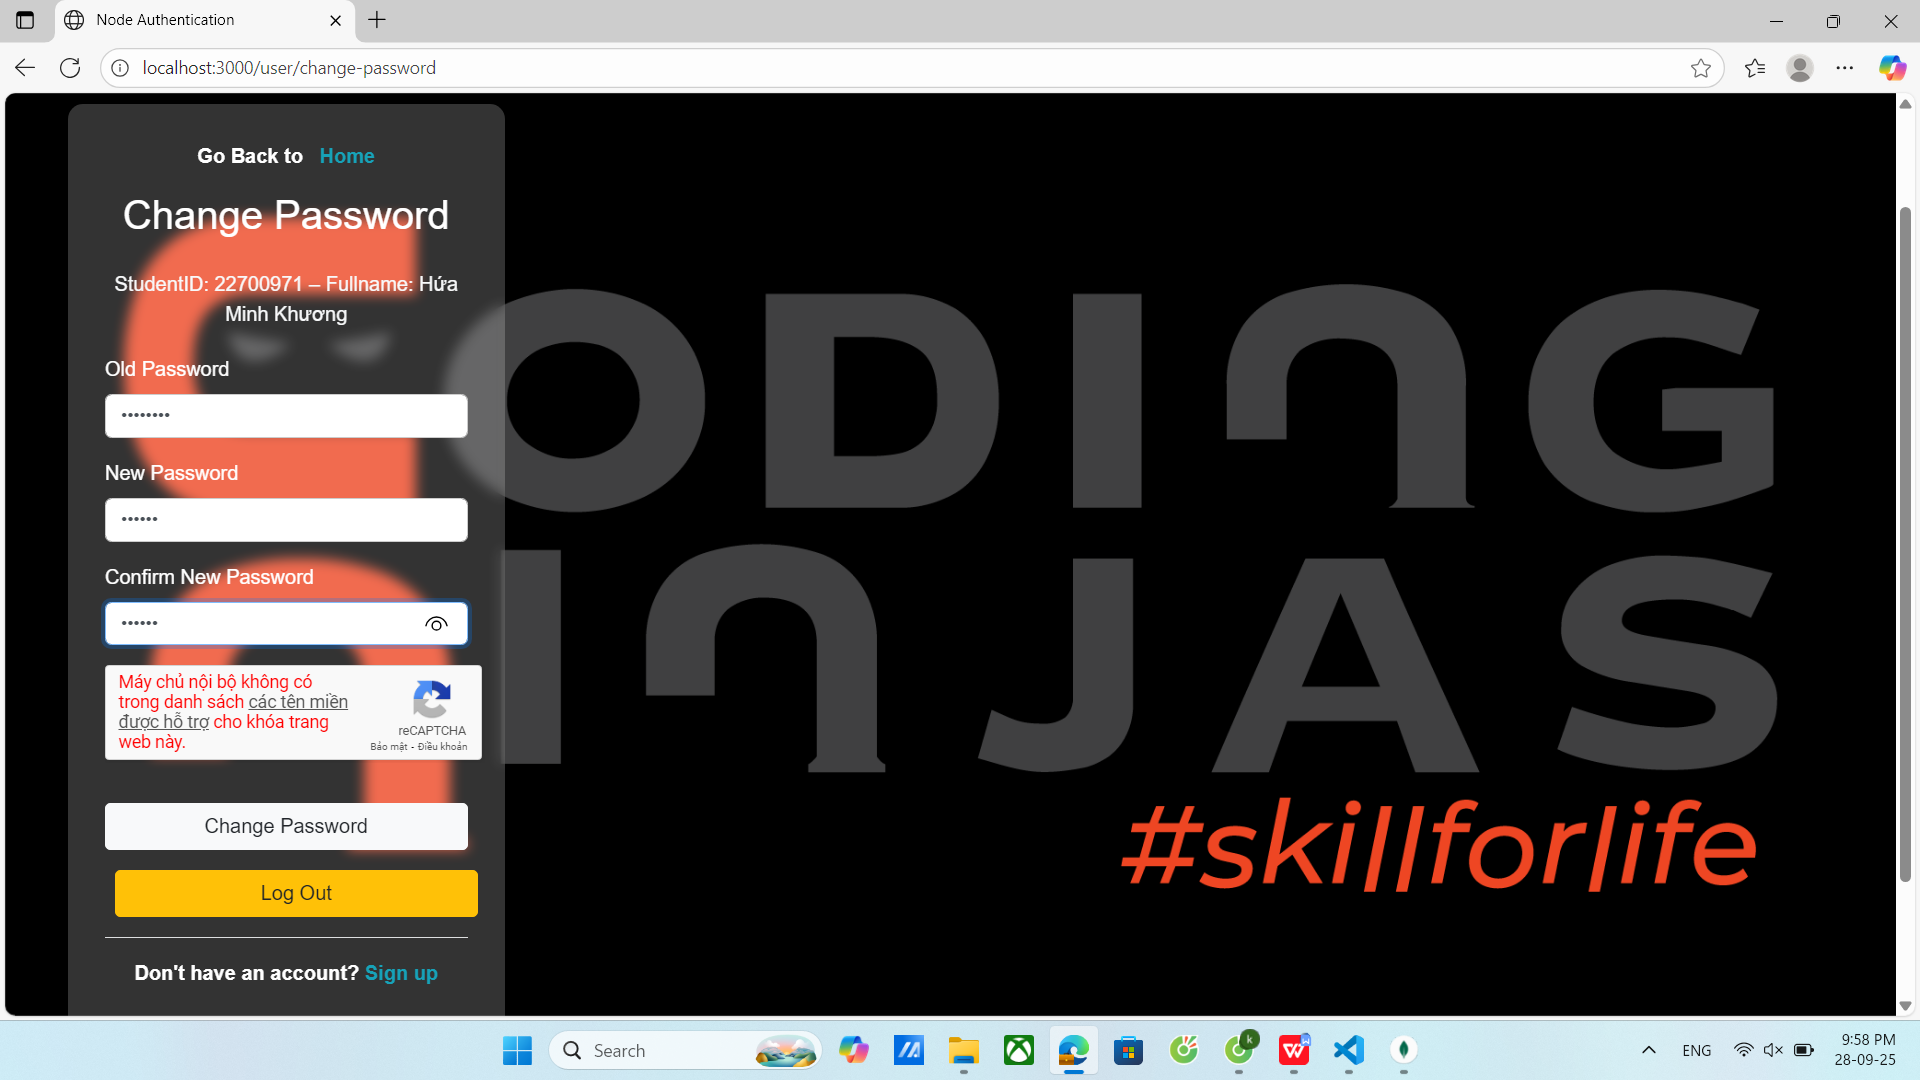 Node Authentication
localhost:3000/user/change-password
Go Back to Home
Change Password
StudentID: 22700971 – Fullname: Hứa
Minh Khương
Old Password
••••••••
New Password
••••••
Confirm New Password
••••••
Máy chủ nội bộ không có
trong danh sách các tên miền
được hỗ trợ cho khóa trang
web này.
reCAPTCHA
Bảo mật - Điều khoản
Change Password
Log Out
Don't have an account? Sign up
CODING
NINJAS
#skillforlife
Search
k
W
ENG
9:58 PM
28-09-25